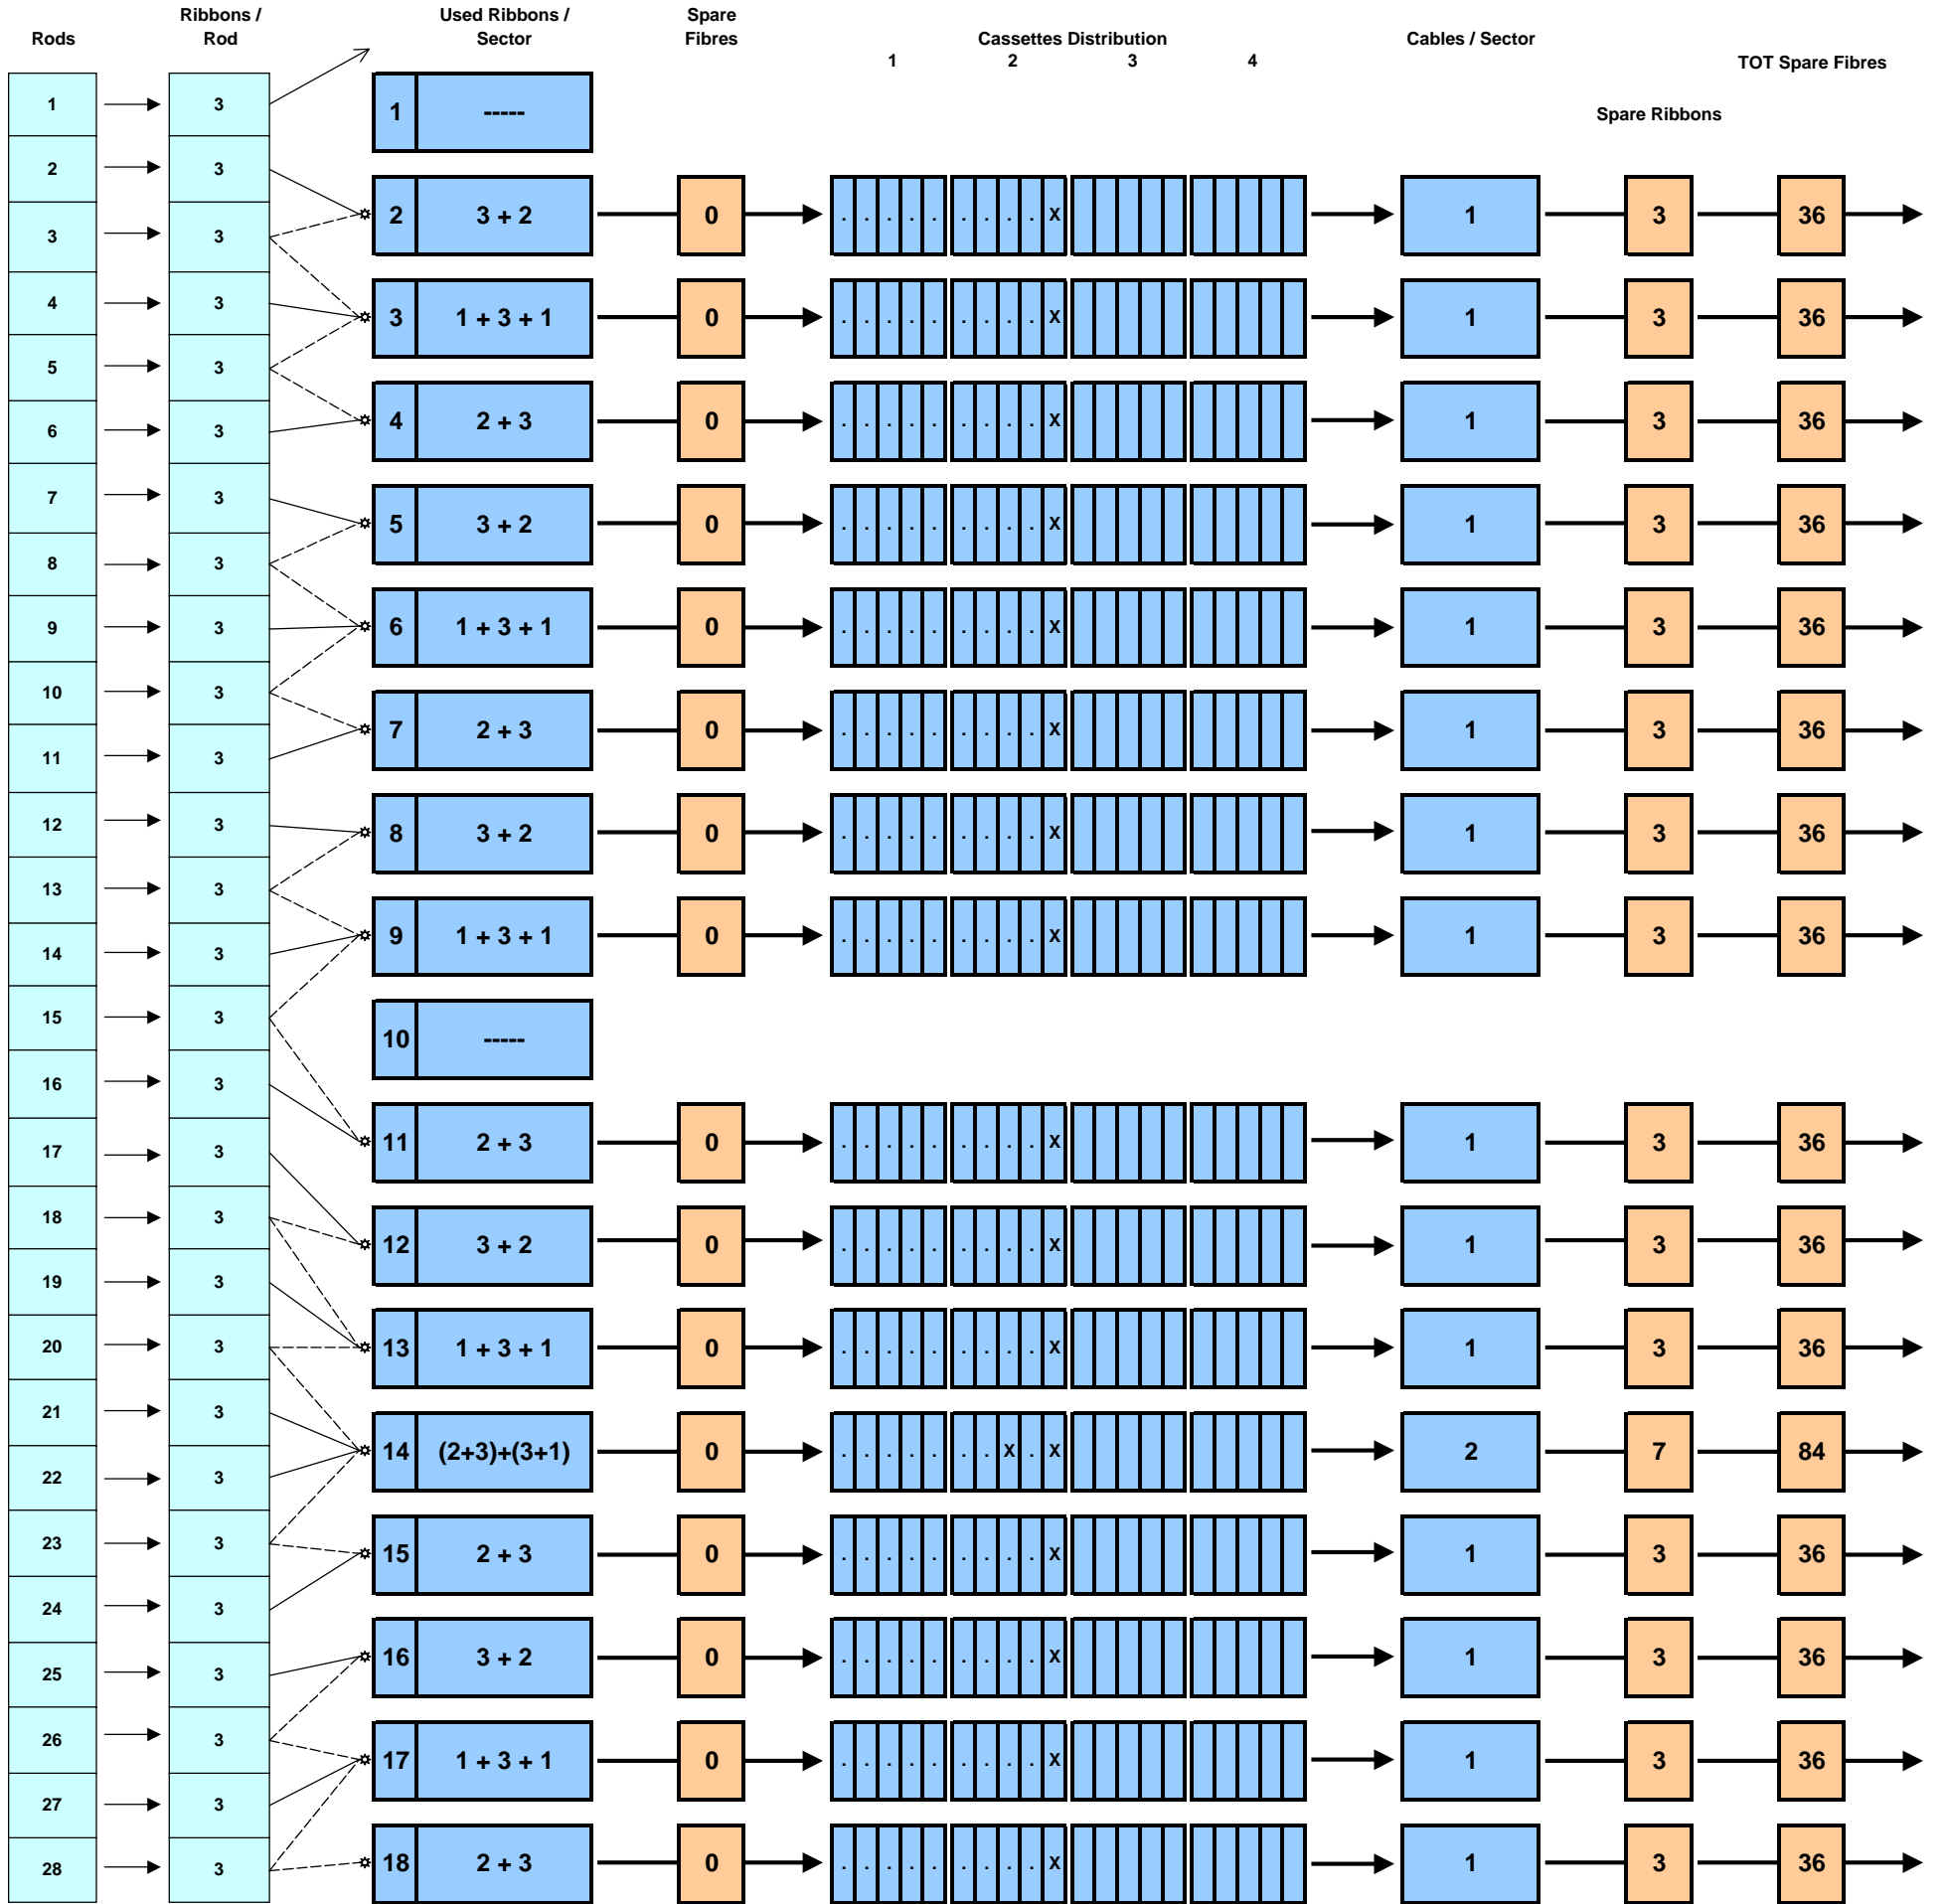 Ribbons / Used Ribbons / Spare
Rods Rod Sector Fibres Cassettes Distribution Cables / Sector
1 2 3 4 TOT Spare Fibres
Spare Ribbons
1 3 1 -----
2 3
2 3 + 2 0 . . . . . . . . . X 1 3 36
3 3
4 3 3 1 + 3 + 1 0 . . . . . . . . . X 1 3 36
5 3
6 3 4 2 + 3 0 . . . . . . . . . X 1 3 36
7 3
5 3 + 2 0 . . . . . . . . . X 1 3 36
8 3
9 3 6 1 + 3 + 1 0 . . . . . . . . . X 1 3 36
10 3
7 2 + 3 0 . . . . . . . . . X 1 3 36
11 3
12 3 8 3 + 2 0 . . . . . . . . . X 1 3 36
13 3
9 1 + 3 + 1 0 . . . . . . . . . X 1 3 36
14 3
15 3
10 -----
16 3
11 2 + 3 0 . . . . . . . . . X 1 3 36
17 3
18 3
12 3 + 2 0 . . . . . . . . . X 1 3 36
19 3
20 3 13 1 + 3 + 1 0 . . . . . . . . . X 1 3 36
21 3
14 (2+3)+(3+1) 0 . . . . . . . X . X 2 7 84
22 3
23 3 15 2 + 3 0 . . . . . . . . . X 1 3 36
24 3
16 3 + 2 0 . . . . . . . . . X 1 3 36
25 3
26 3
17 1 + 3 + 1 0 . . . . . . . . . X 1 3 36
27 3
28 3 18 2 + 3 0 . . . . . . . . . X 1 3 36